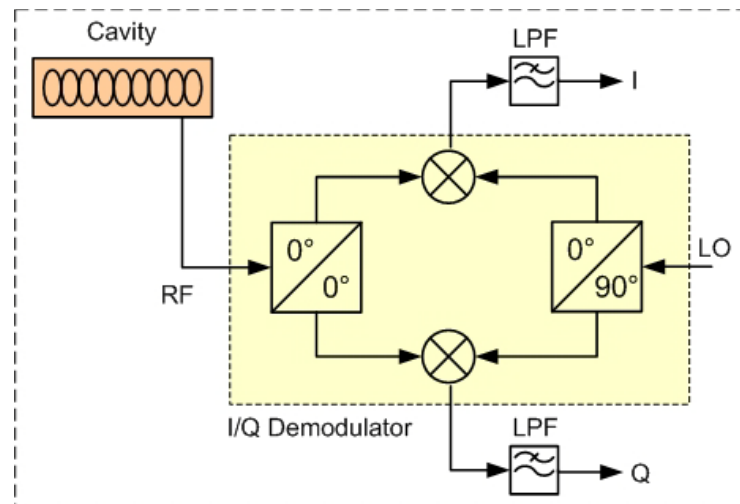 Cavity
LPF
I
0°
0°
0°
90°
LO
RF
I/Q Demodulator
LPF
Q